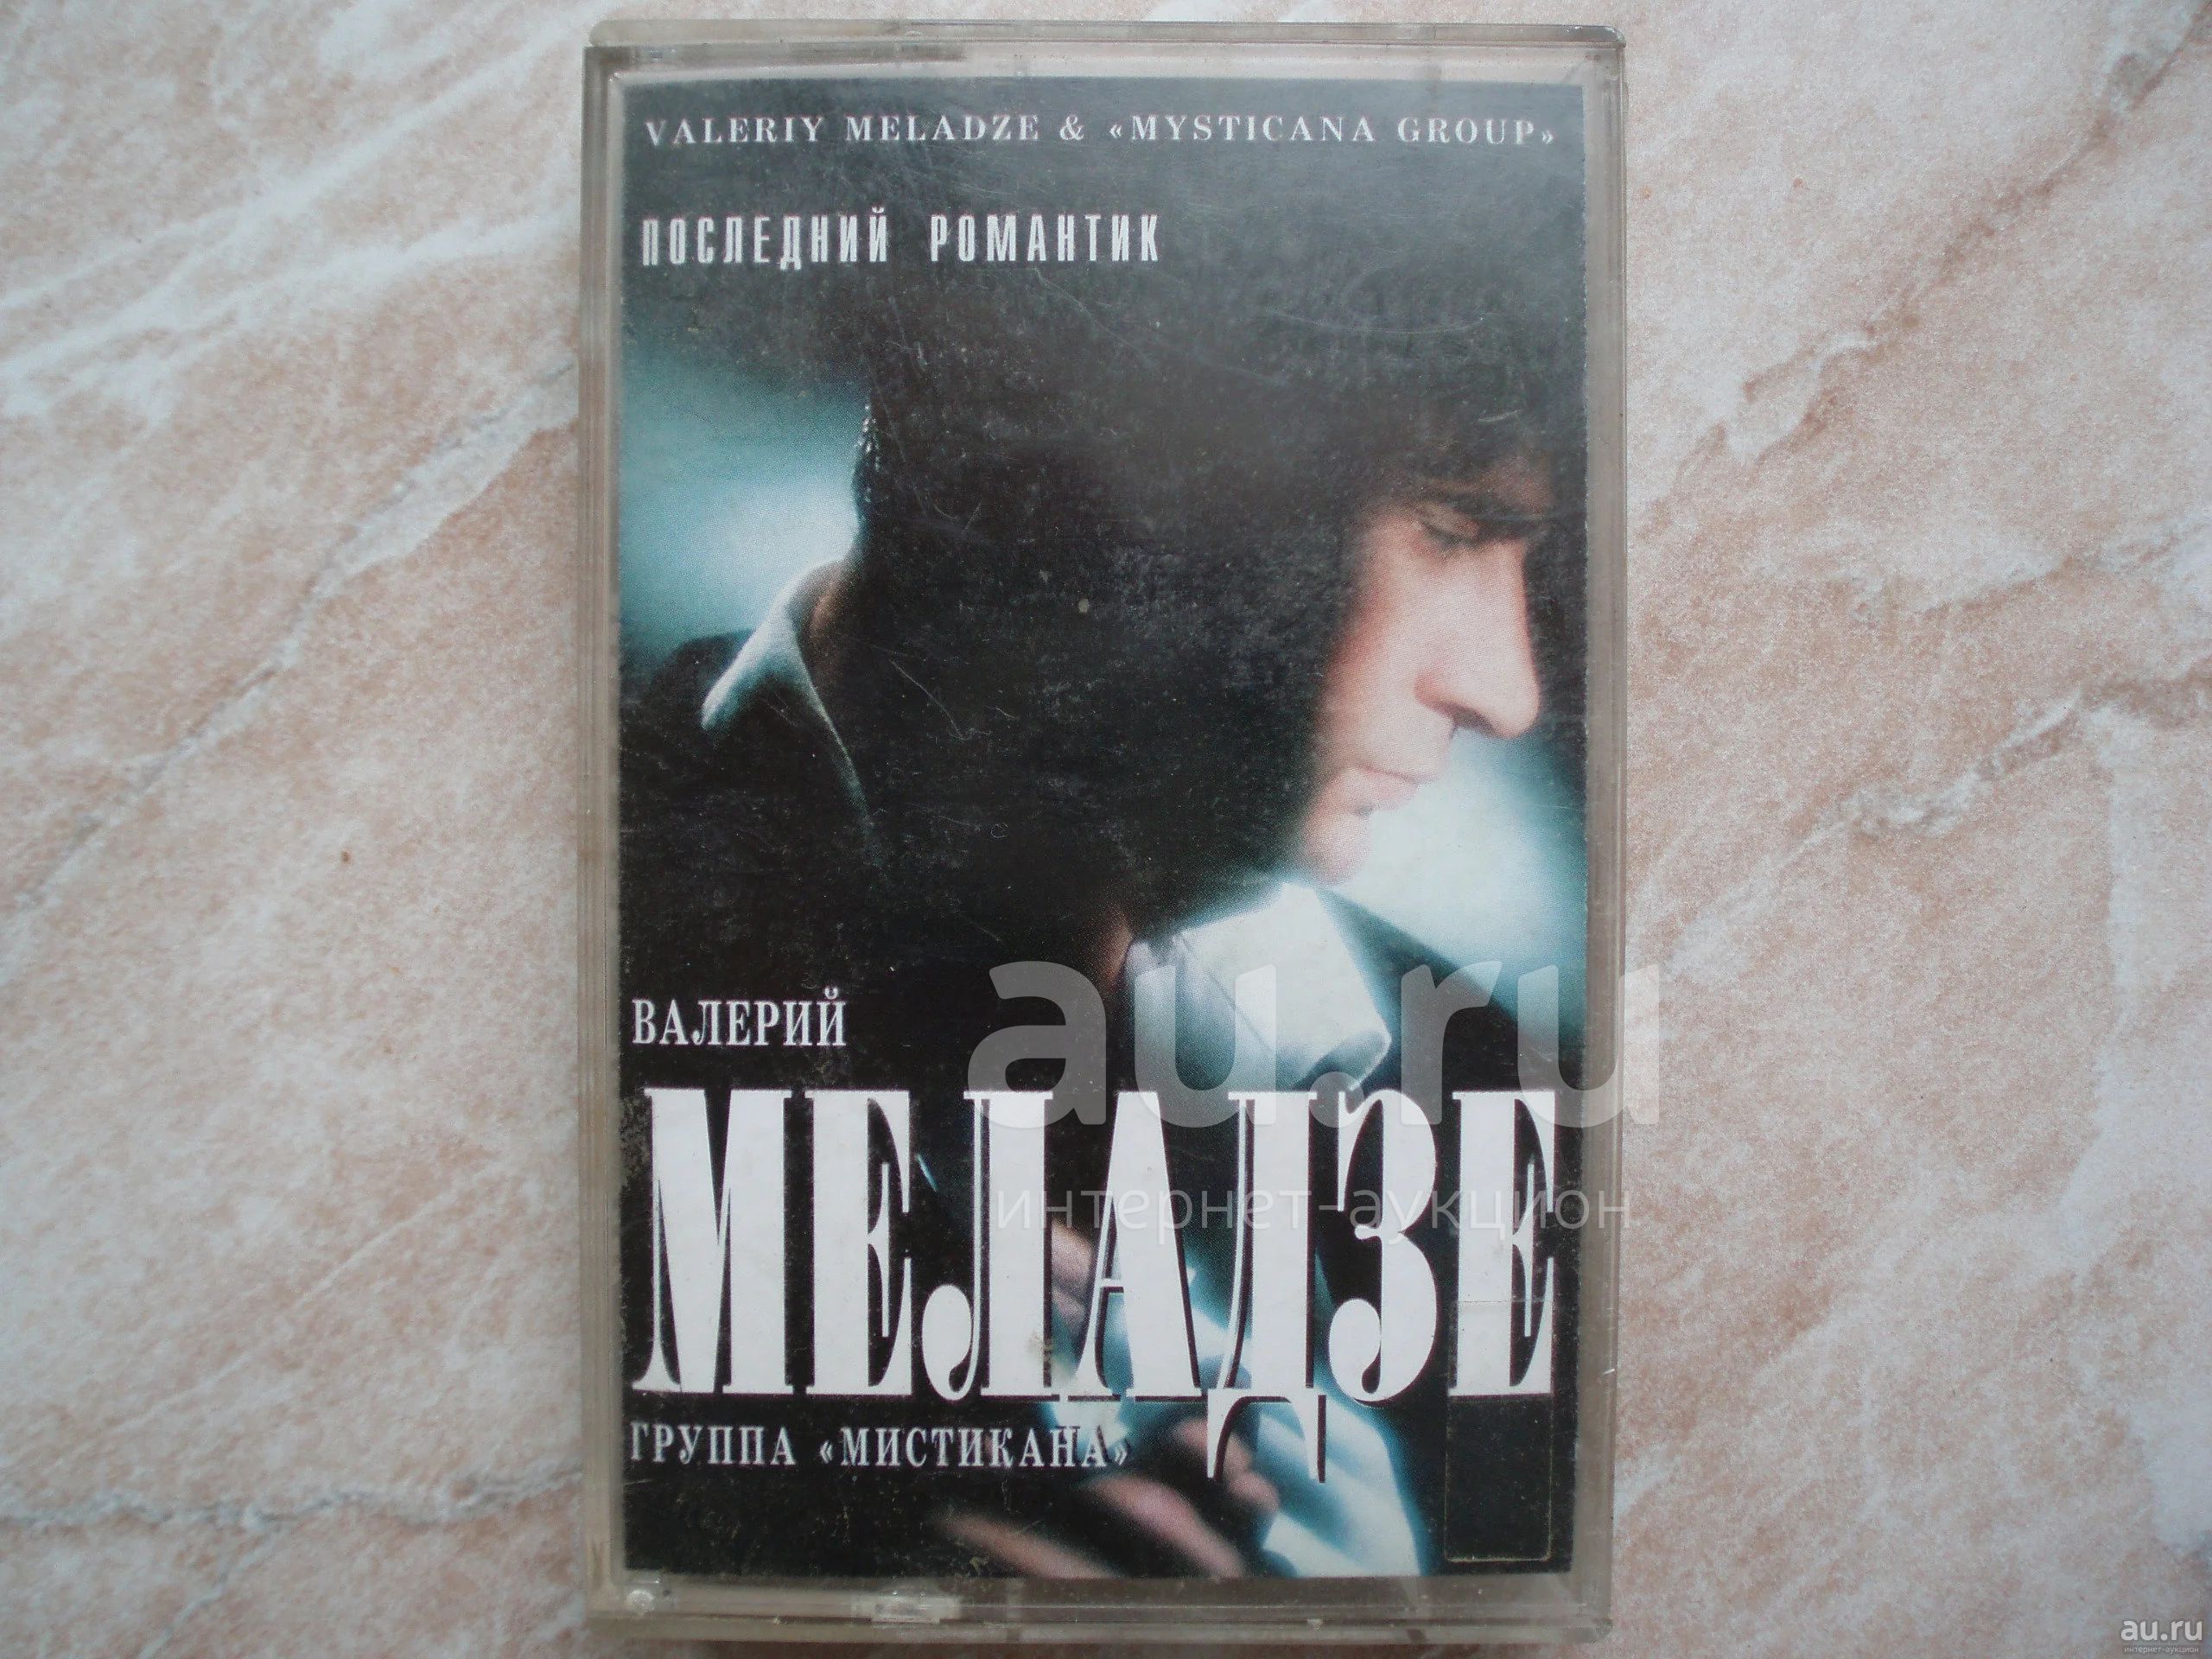 VALERIY MELADZE & «MYSTICANA GROUP»
ПОСЛЕДНИЙ РОМАНТИК
ВАЛЕРИЙ
МЕЛАДЗЕ
ГРУППА «МИСТИКАНА»
au.ru
интернет-аукцион
au.ru
интернет-аукцион